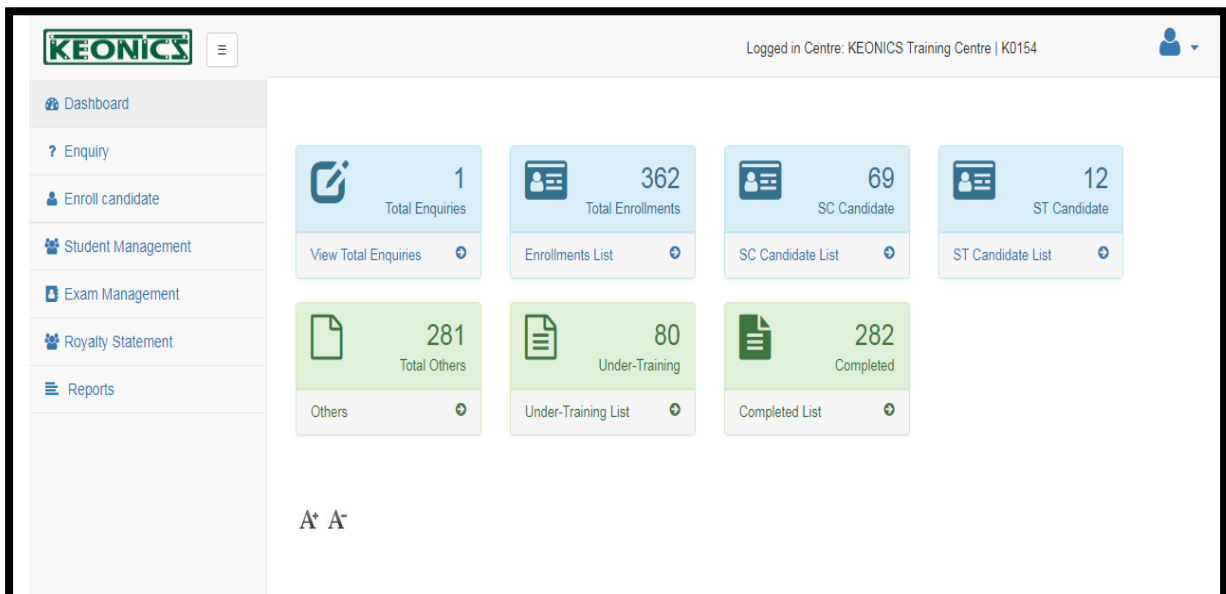 KEONICS
Logged in Centre: KEONICS Training Centre | K0154
Dashboard
? Enquiry
Enroll candidate
Student Management
Exam Management
Royalty Statement
Reports
1
Total Enquiries
View Total Enquiries
362
Total Enrollments
Enrollments List
69
SC Candidate
SC Candidate List
12
ST Candidate
ST Candidate List
281
Total Others
Others
80
Under-Training
Under-Training List
282
Completed
Completed List
A+ A-